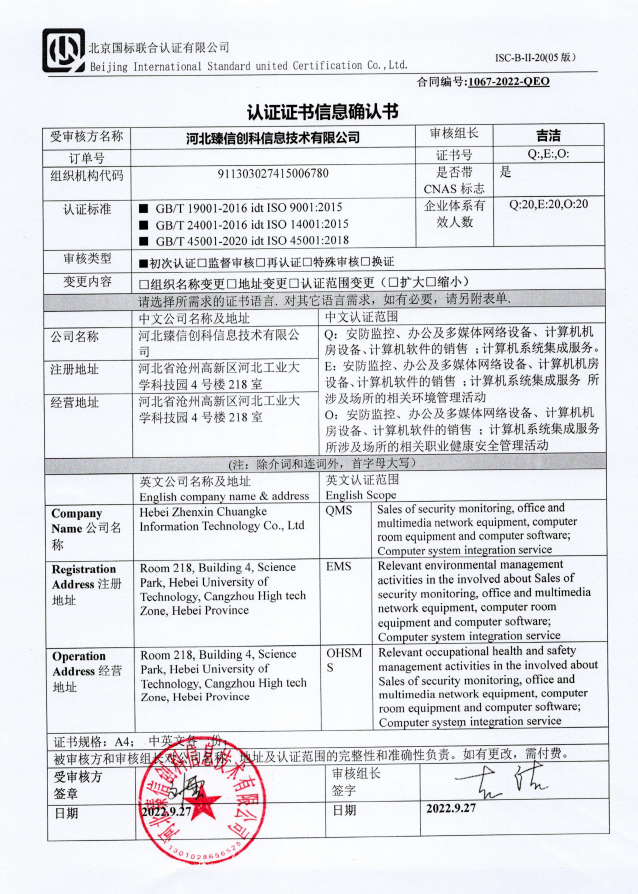 北京国标联合认证有限公司
Beijing International Standard united Certification Co.,Ltd.
ISC-B-II-20(05 版)
合同编号:1067-2022-QEO
认证证书信息确认书
受审核方名称 河北臻信创科信息技术有限公司 审核组长 吉洁
订单号 证书号 Q:,E:,O:
组织机构代码 911303027415006780 是否带 是
CNAS 标志
认证标准 ■ GB/T 19001-2016 idt ISO 9001:2015 企业体系有 Q:20,E:20,O:20
■ GB/T 24001-2016 idt ISO 14001:2015 效人数
■ GB/T 45001-2020 idt ISO 45001:2018
审核类型 ■初次认证□监督审核□再认证□特殊审核□换证
变更内容 □组织名称变更□地址变更□认证范围变更(□扩大□缩小)
请选择所需求的证书语言. 对其它语言需求，如有必要，请另附表单.
中文公司名称及地址 中文认证范围
公司名称 河北臻信创科信息技术有限公
司
注册地址 河北省沧州高新区河北工业大
学科技园 4 号楼 218 室
经营地址 河北省沧州高新区河北工业大
学科技园 4 号楼 218 室
Q：安防监控、办公及多媒体网络设备、计算机机
房设备、计算机软件的销售 ；计算机系统集成服务。
E：安防监控、办公及多媒体网络设备、计算机机房
设备、计算机软件的销售 ；计算机系统集成服务 所
涉及场所的相关环境管理活动
O：安防监控、办公及多媒体网络设备、计算机机
房设备、计算机软件的销售 ；计算机系统集成服务
所涉及场所的相关职业健康安全管理活动
(注：除介词和连词外，首字母大写)
英文公司名称及地址 英文认证范围
English company name & address English Scope
Company
Name 公司名
称
Hebei Zhenxin Chuangke
Information Technology Co., Ltd
QMS
Sales of security monitoring, office and
multimedia network equipment, computer
room equipment and computer software;
Computer system integration service
Registration
Address 注册
地址
Room 218, Building 4, Science
Park, Hebei University of
Technology, Cangzhou High tech
Zone, Hebei Province
EMS
Relevant environmental management
activities in the involved about Sales of
security monitoring, office and multimedia
network equipment, computer room
equipment and computer software;
Computer system integration service
Operation
Address 经营
地址
Room 218, Building 4, Science
Park, Hebei University of
Technology, Cangzhou High tech
Zone, Hebei Province
OHSM
S
Relevant occupational health and safety
management activities in the involved about
Sales of security monitoring, office and
multimedia network equipment, computer
room equipment and computer software;
Computer system integration service
证书规格：A4； 中英文各 份
被审核方和审核组长对公司名称、地址及认证范围的完整性和准确性负责。如有更改，需付费。
受审核方
签章
审核组长
签字
吉洁
日期 2022.9.27 日期 2022.9.27
河北臻信创科信息技术有限公司